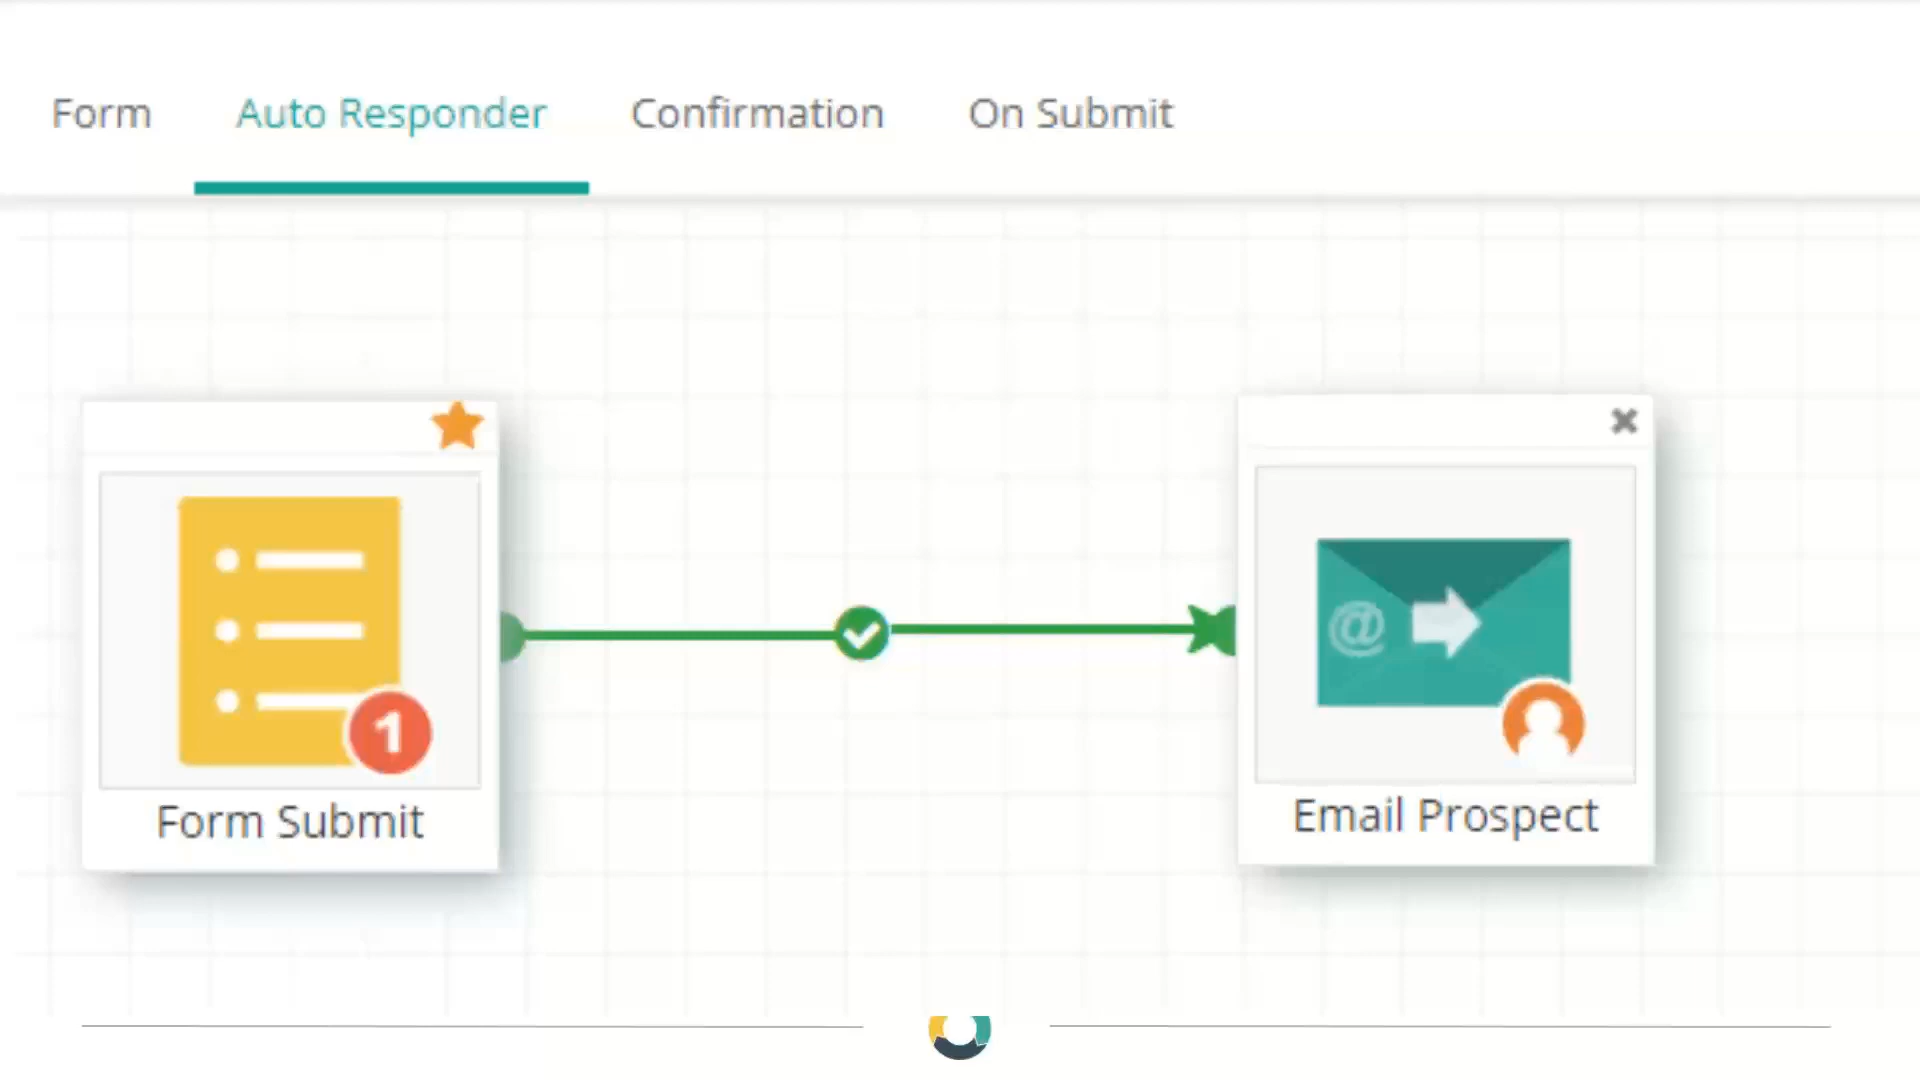 Form Auto Responder Confirmation On Submit
@
1
Form Submit
Email Prospect